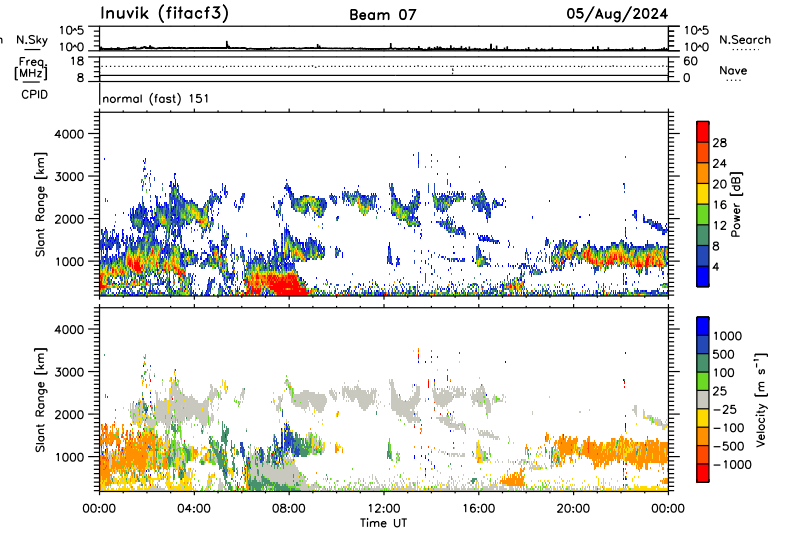 Inuvik (fitacf3) Beam 07 05/Aug/2024
n N.Sky 10^5 10^5 N.Search
10^0 10^0
Freq. 18 60 Nave
[MHz] 8 0
CPID normal (fast) 151
4000
3000
2000
1000
Slant Range [km]
28
24
20
16
12
8
4
Power [dB]
4000
3000
2000
1000
Slant Range [km]
1000
500
100
25
-25
-100
-500
-1000
Velocity [m s^-1]
00:00 04:00 08:00 12:00 16:00 20:00 00:00
Time UT